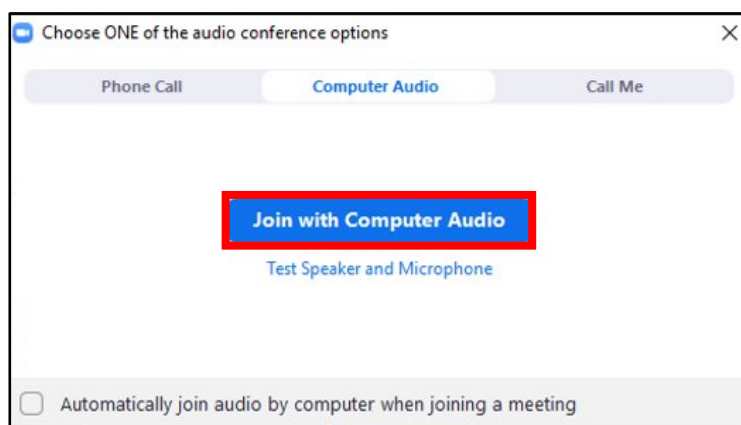 Choose ONE of the audio conference options
Phone Call Computer Audio Call Me
Join with Computer Audio
Test Speaker and Microphone
Automatically join audio by computer when joining a meeting